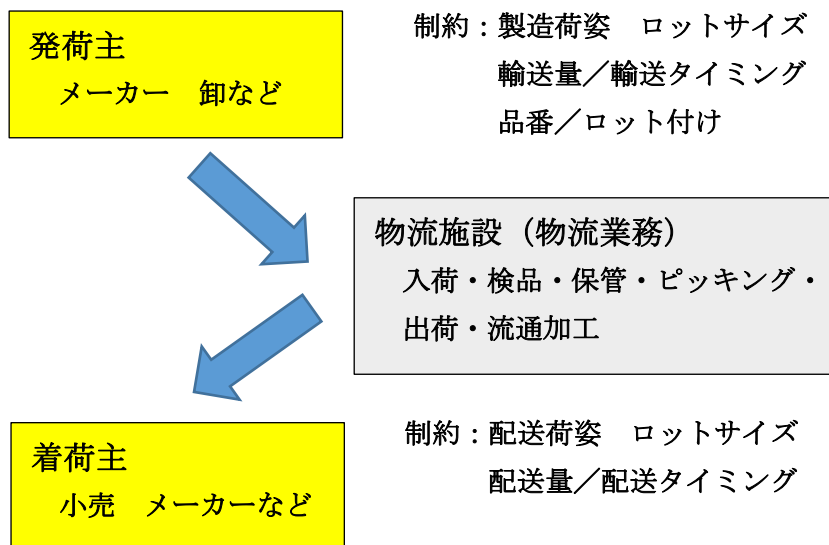 発荷主
メーカー　卸など
制約：製造荷姿　ロットサイズ
輸送量／輸送タイミング
品番／ロット付け
物流施設（物流業務）
入荷・検品・保管・ピッキング・
出荷・流通加工
着荷主
小売　メーカーなど
制約：配送荷姿　ロットサイズ
配送量／配送タイミング